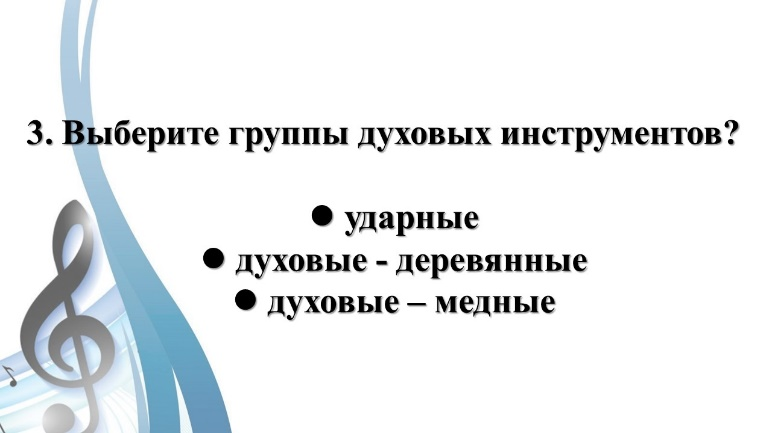 3. Выберите группы духовых инструментов?
● ударные
● духовые - деревянные
● духовые – медные